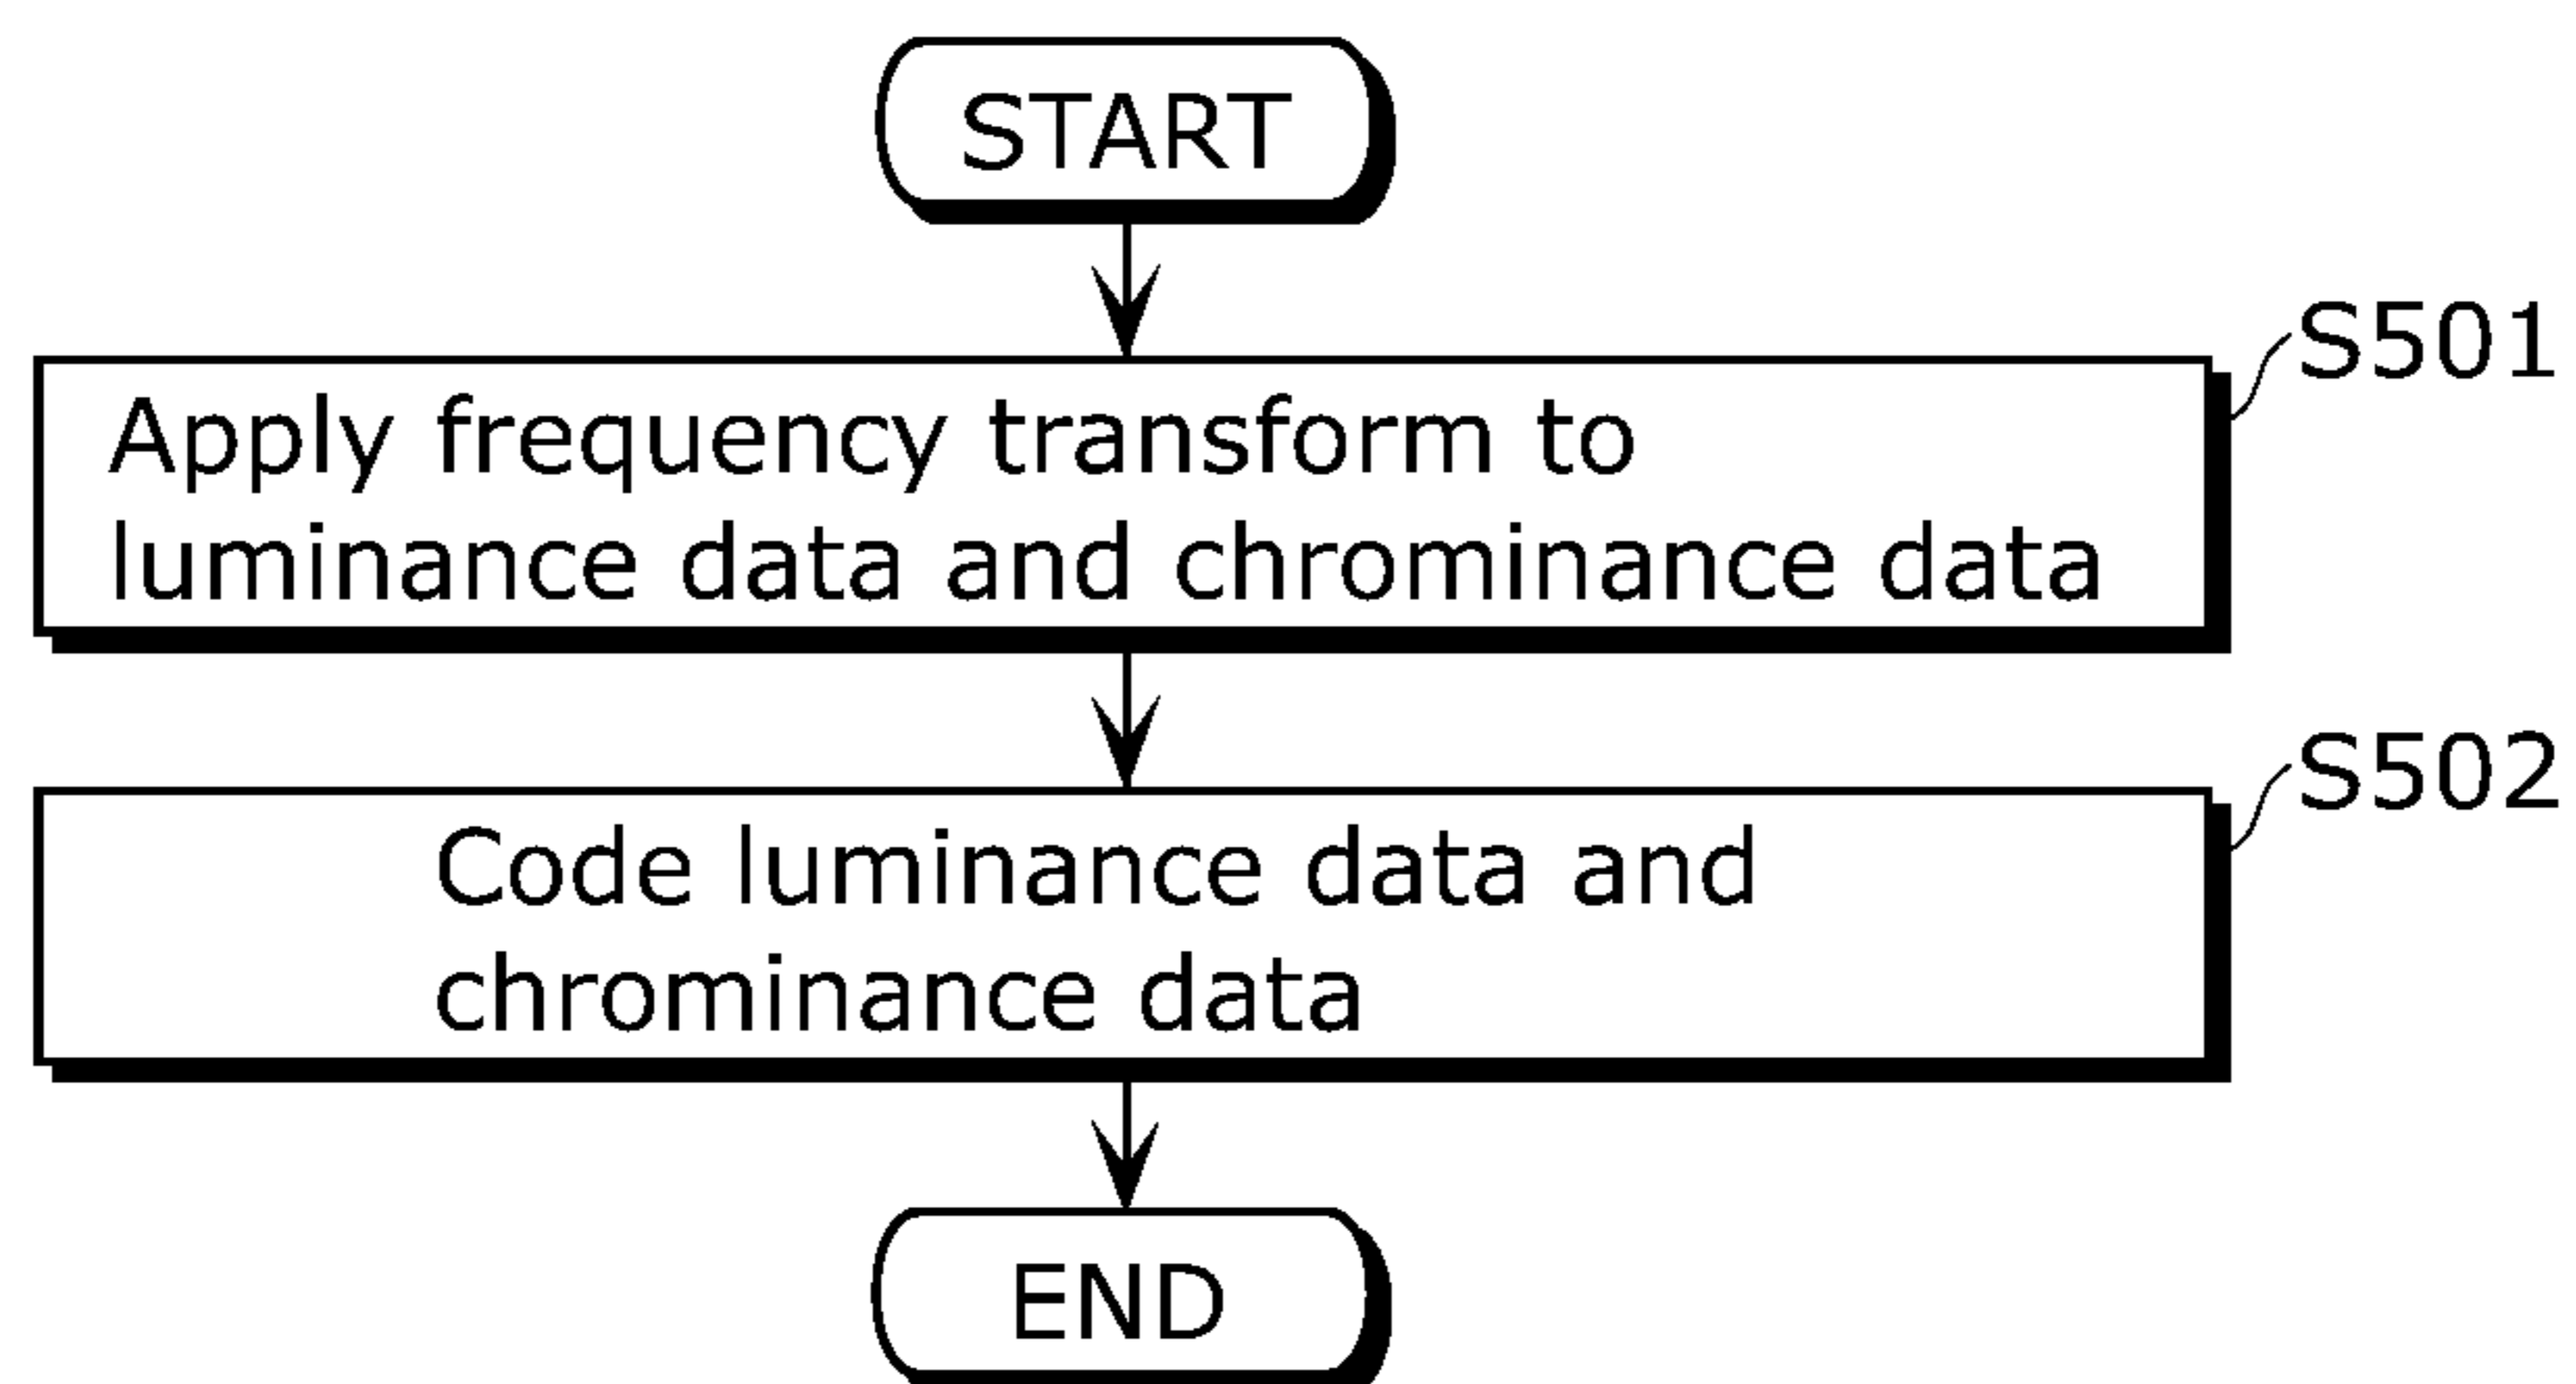 START
S501
Apply frequency transform to
luminance data and chrominance data
S502
Code luminance data and
chrominance data
END